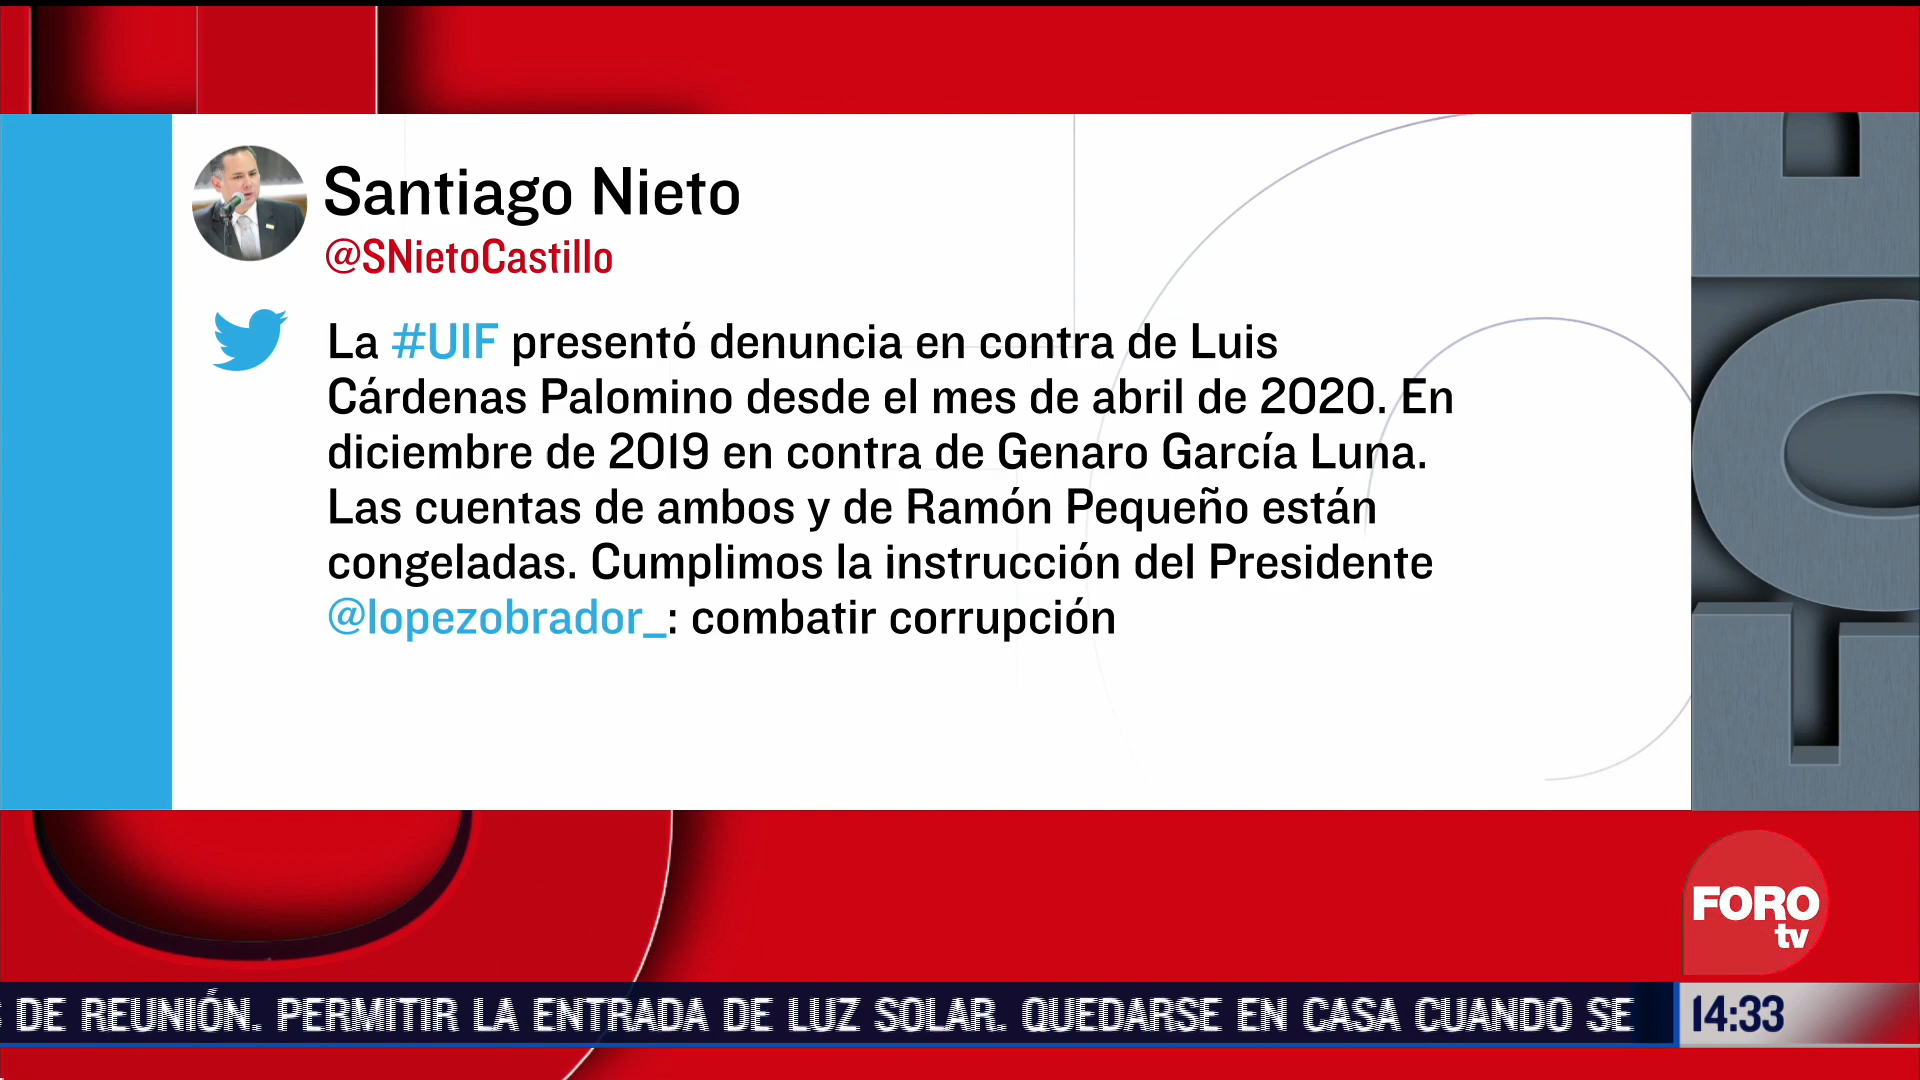 Santiago Nieto
@SNietoCastillo
La #UIF presentó denuncia en contra de Luis
Cárdenas Palomino desde el mes de abril de 2020. En
diciembre de 2019 en contra de Genaro García Luna.
Las cuentas de ambos y de Ramón Pequeño están
congeladas. Cumplimos la instrucción del Presidente
@lopezobrador_: combatir corrupción
FORO
tv
DE REUNIÓN. PERMITIR LA ENTRADA DE LUZ SOLAR. QUEDARSE EN CASA CUANDO SE
14:33